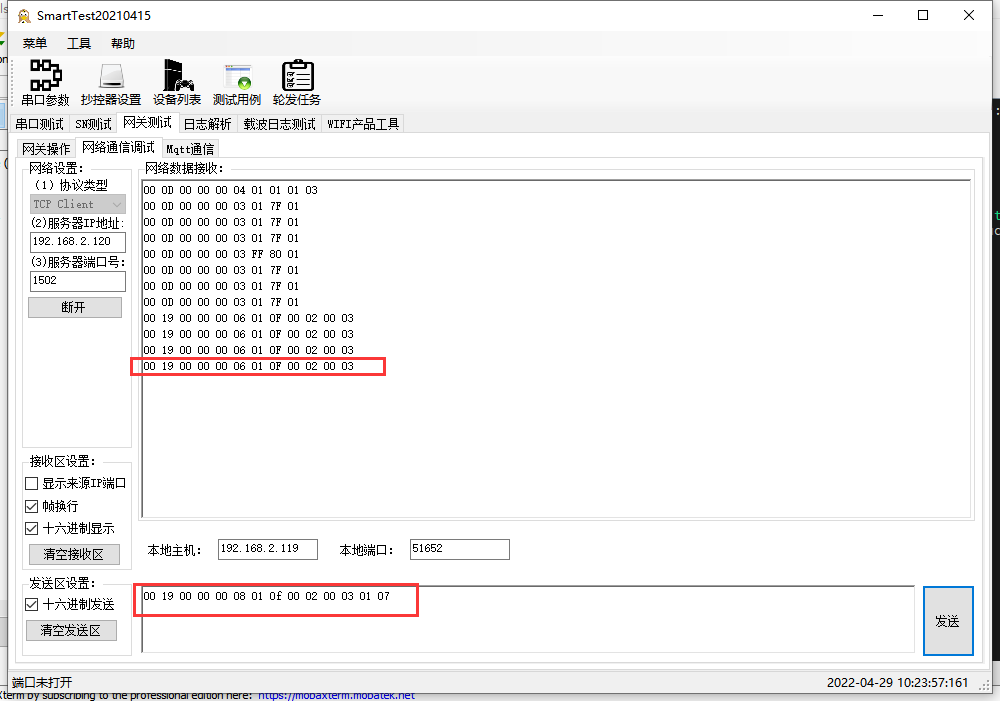 SmartTest20210415
菜单 工具 帮助
串口参数 抄控器设置 设备列表 测试用例 轮发任务
串口测试 SN测试 网关测试 日志解析 载波日志测试 WIFI产品工具
网关操作 网络通信调试 Mqtt通信
网络设置:
(1) 协议类型
TCP Client
(2)服务器IP地址:
192.168.2.120
(3)服务器端口号:
1502
断开
网络数据接收:
00 0D 00 00 00 04 01 01 01 03
00 0D 00 00 00 03 01 7F 01
00 0D 00 00 00 03 01 7F 01
00 0D 00 00 00 03 01 7F 01
00 0D 00 00 00 03 FF 80 01
00 0D 00 00 00 03 01 7F 01
00 0D 00 00 00 03 01 7F 01
00 0D 00 00 00 03 01 7F 01
00 19 00 00 00 06 01 0F 00 02 00 03
00 19 00 00 00 06 01 0F 00 02 00 03
00 19 00 00 00 06 01 0F 00 02 00 03
00 19 00 00 00 06 01 0F 00 02 00 03
接收区设置:
显示来源IP端口
帧换行
十六进制显示
清空接收区
本地主机: 192.168.2.119 本地端口: 51652
发送区设置:
十六进制发送
清空发送区
00 19 00 00 00 08 01 0f 00 02 00 03 01 07
发送
端口未打开 2022-04-29 10:23:57:161
Xterm by subscribing to the professional edition here: https://mobaxterm.mobatek.net